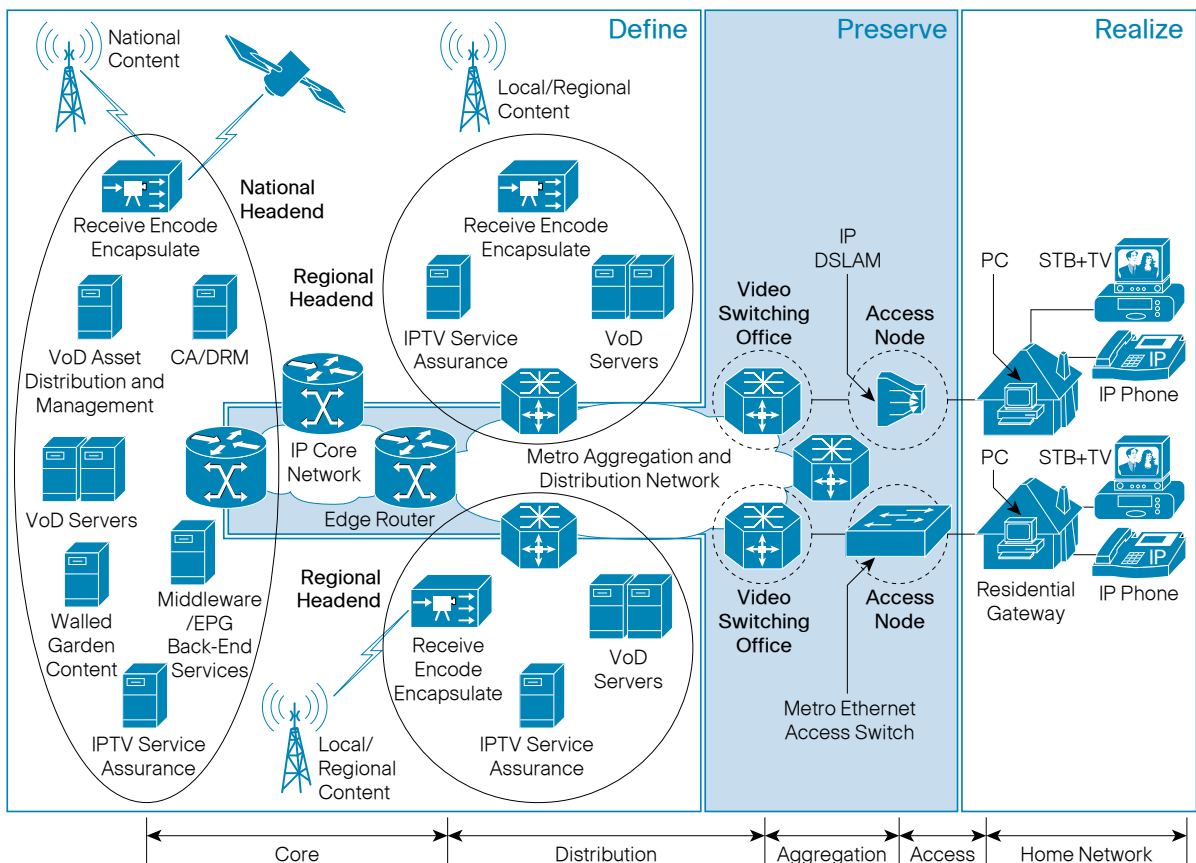 Define
Preserve
Realize
National
Content
Local/Regional
Content
National
Headend
Receive Encode
Encapsulate
Receive Encode
Encapsulate
Regional
Headend
VoD Asset
Distribution and
Management
CA/DRM
IPTV Service
Assurance
VoD
Servers
IP
DSLAM
Video
Switching
Office
Access
Node
PC
STB+TV
IP
IP Phone
IP Core
Network
Edge Router
Metro Aggregation and
Distribution Network
PC
STB+TV
IP
IP Phone
Residential
Gateway
VoD Servers
Walled
Garden
Content
Middleware
/EPG
Back-End
Services
IPTV Service
Assurance
Regional
Headend
Receive
Encode
Encapsulate
VoD
Servers
IPTV Service
Assurance
Local/
Regional
Content
Video
Switching
Office
Access
Node
Metro Ethernet
Access Switch
Core
Distribution
Aggregation
Access
Home Network